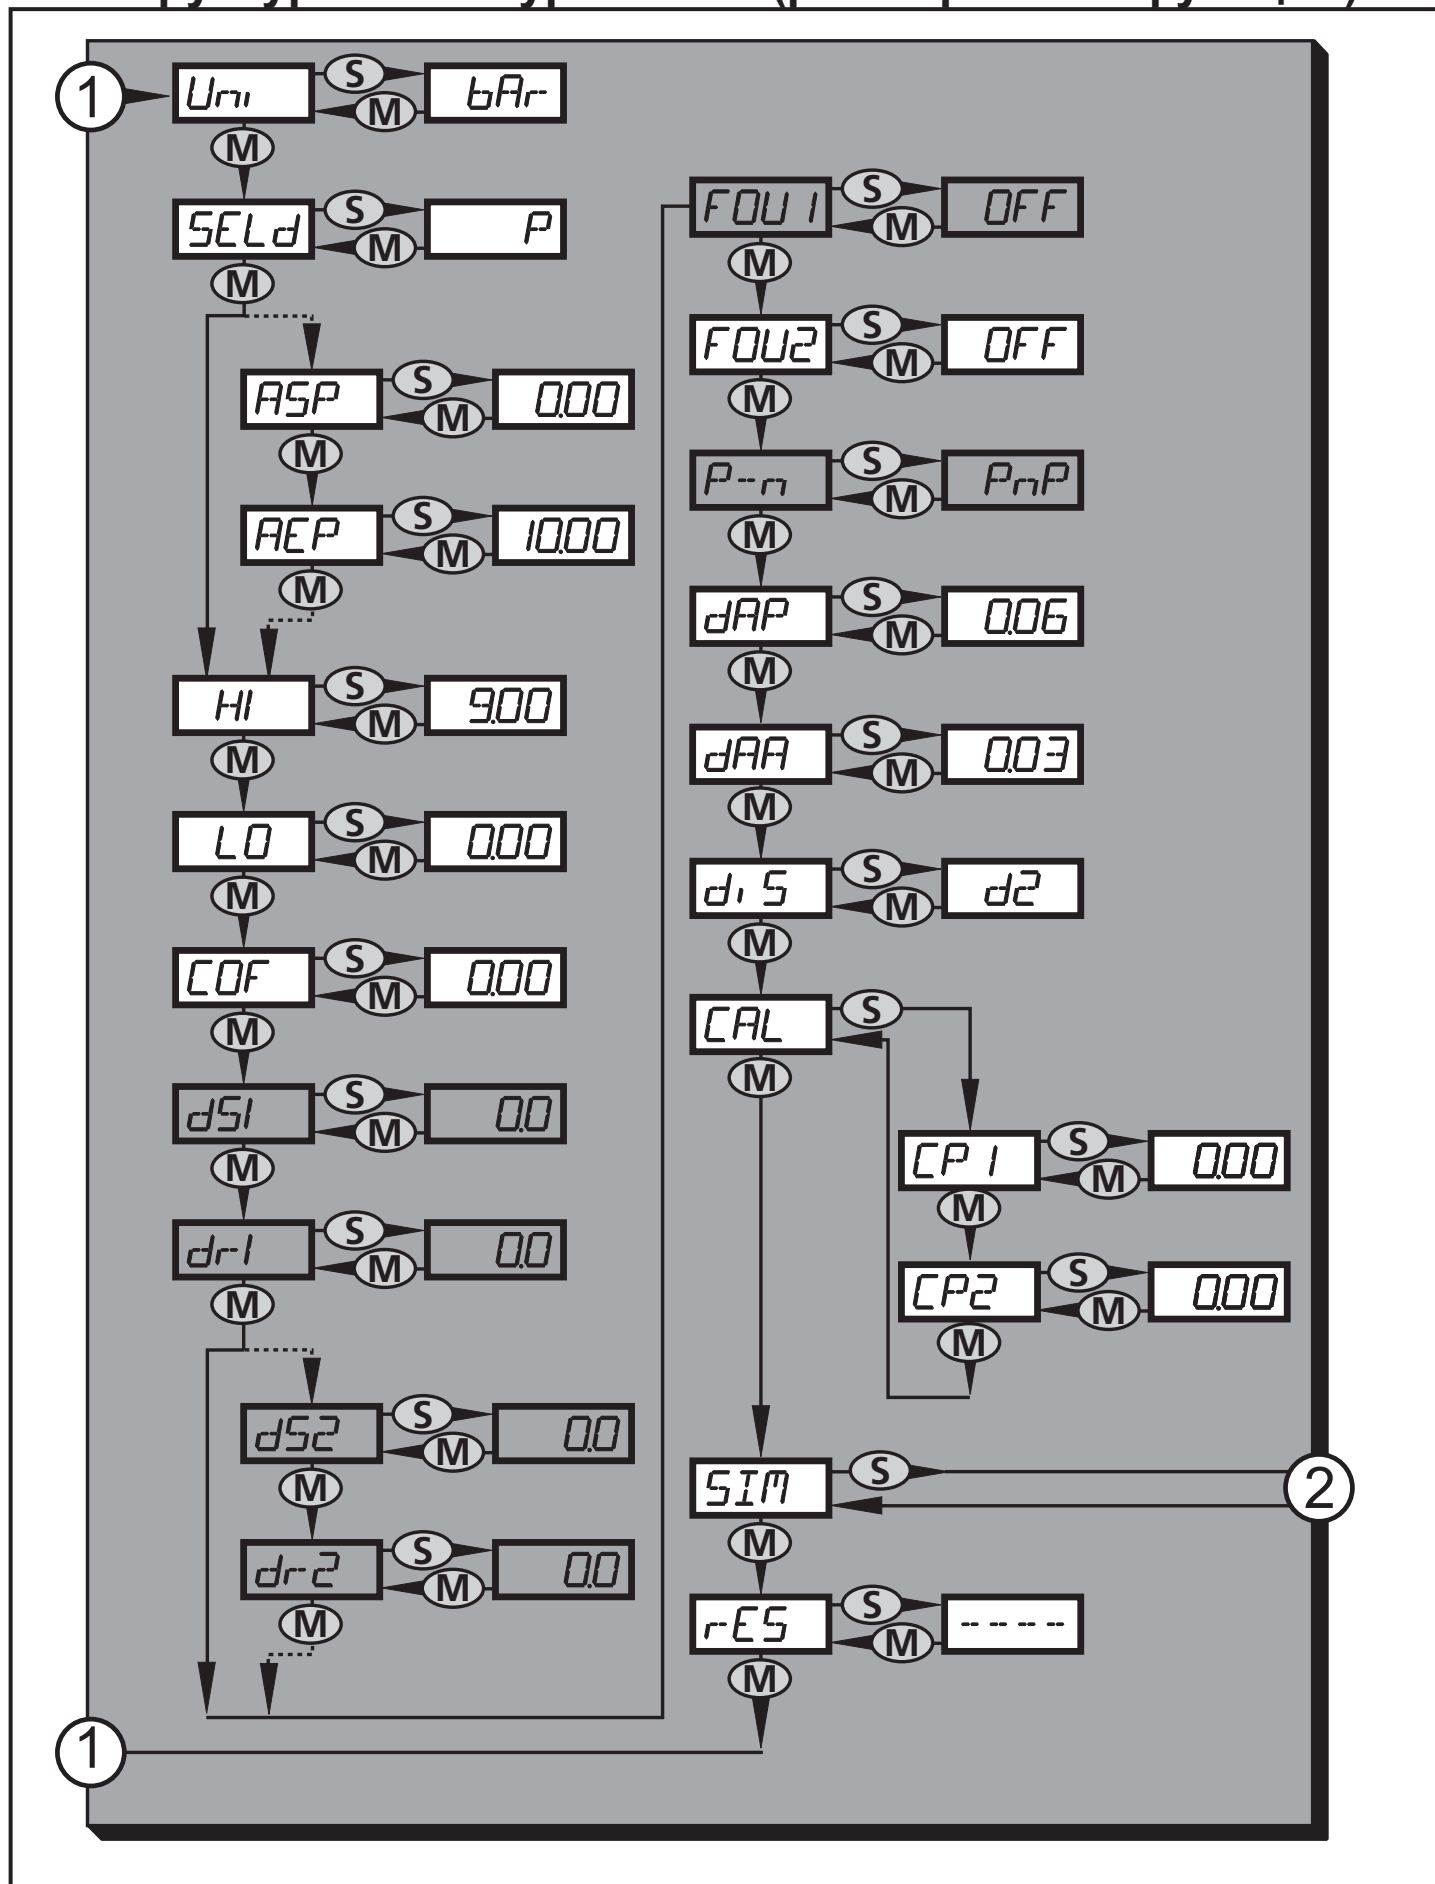 1
Uni S M bAr
M
SELd S M P
M
ASP S M 0.00
M
AEP S M 10.00
M
HI S M 9.00
M
LO S M 0.00
M
COF S M 0.00
M
dS1 S M 0.0
M
dr1 S M 0.0
M
dS2 S M 0.0
M
dr2 S M 0.0
M
FOU1 S M OFF
M
FOU2 S M OFF
M
P-n S M PnP
M
dAP S M 0.06
M
dAA S M 0.03
M
diS S M d2
M
CAL S
M
CP1 S M 0.00
M
CP2 S M 0.00
M
SIM S 2
M
rES S M ----
M
1